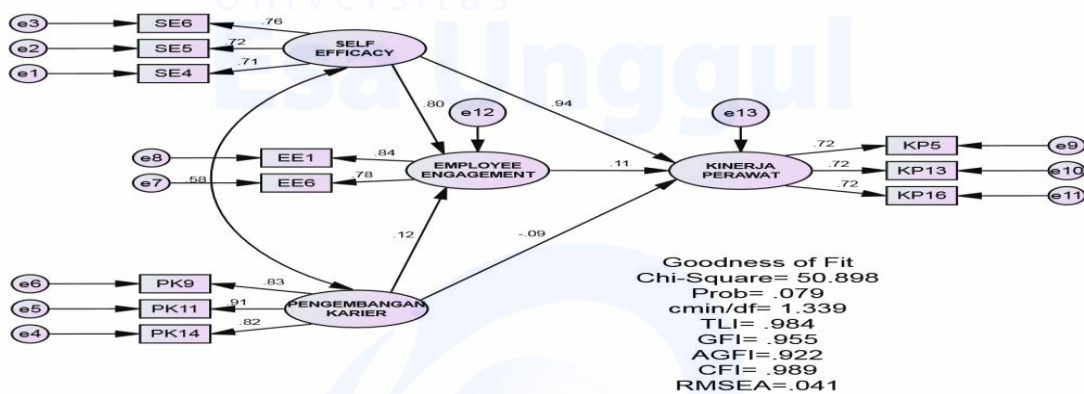 Universitas
Esa Unggul
e3
SE6
.76
e2
SE5
.72
e1
SE4
.71
SELF
EFFICACY
.80
.94
e12
e13
e8
EE1
.84
e7
EE6
.78
.58
EMPLOYEE
ENGAGEMENT
.11
KINERJA
PERAWAT
.72
KP5
e9
.72
KP13
e10
.72
KP16
e11
.12
-.09
e6
PK9
.83
e5
PK11
.91
e4
PK14
.82
PENGEMBANGAN
KARIER
Goodness of Fit
Chi-Square= 50.898
Prob= .079
cmin/df= 1.339
TLI= .984
GFI= .955
AGFI=.922
CFI= .989
RMSEA=.041